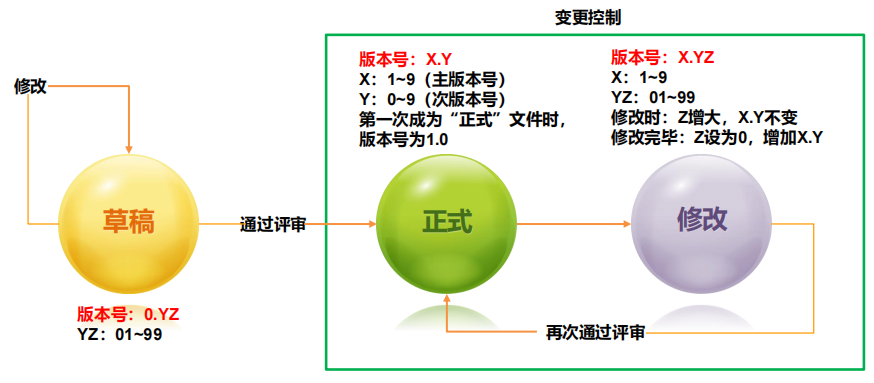 变更控制
修改
版本号：X.Y
X：1~9（主版本号）
Y：0~9（次版本号）
第一次成为“正式”文件时，
版本号为1.0
版本号：X.YZ
X：1~9
YZ：01~99
修改时：Z增大，X.Y不变
修改完毕：Z设为0，增加X.Y
草稿
通过评审
正式
修改
版本号：0.YZ
YZ：01~99
再次通过评审